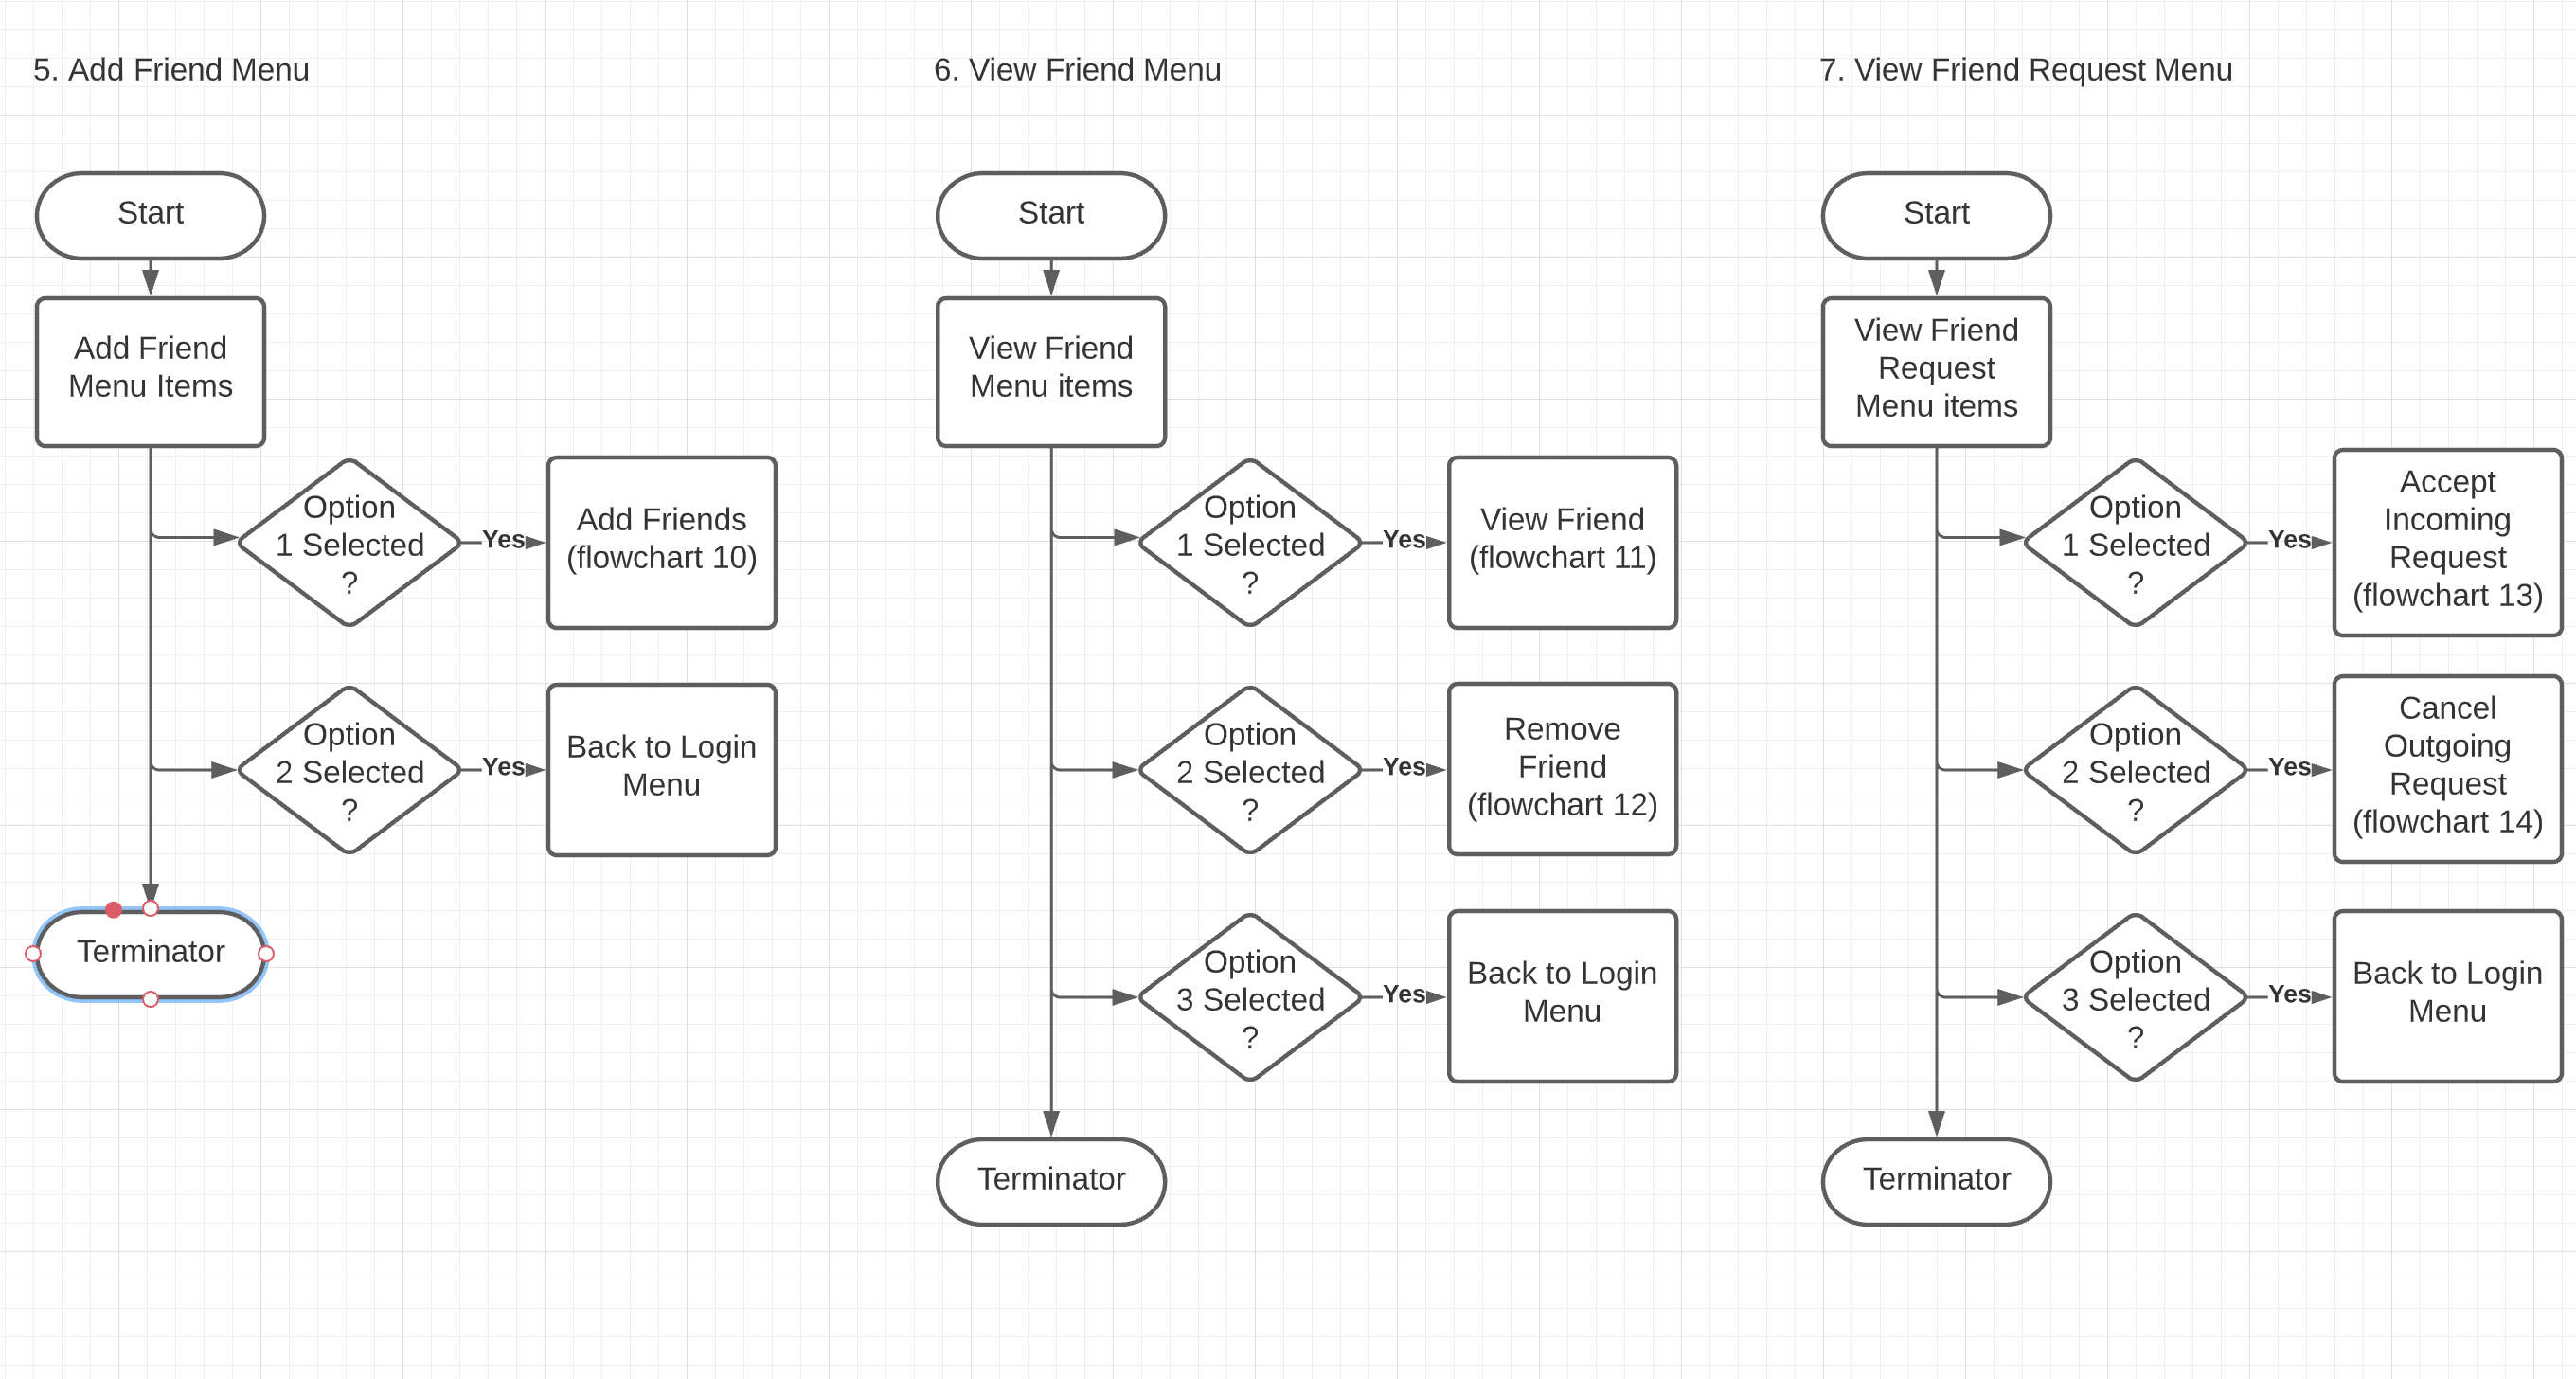 5. Add Friend Menu
Start
Add Friend
Menu Items
Option
1 Selected
?
Yes
Add Friends
(flowchart 10)
Option
2 Selected
?
Yes
Back to Login
Menu
Terminator
6. View Friend Menu
Start
View Friend
Menu items
Option
1 Selected
?
Yes
View Friend
(flowchart 11)
Option
2 Selected
?
Yes
Remove
Friend
(flowchart 12)
Option
3 Selected
?
Yes
Back to Login
Menu
Terminator
7. View Friend Request Menu
Start
View Friend
Request
Menu items
Option
1 Selected
?
Yes
Accept
Incoming
Request
(flowchart 13)
Option
2 Selected
?
Yes
Cancel
Outgoing
Request
(flowchart 14)
Option
3 Selected
?
Yes
Back to Login
Menu
Terminator